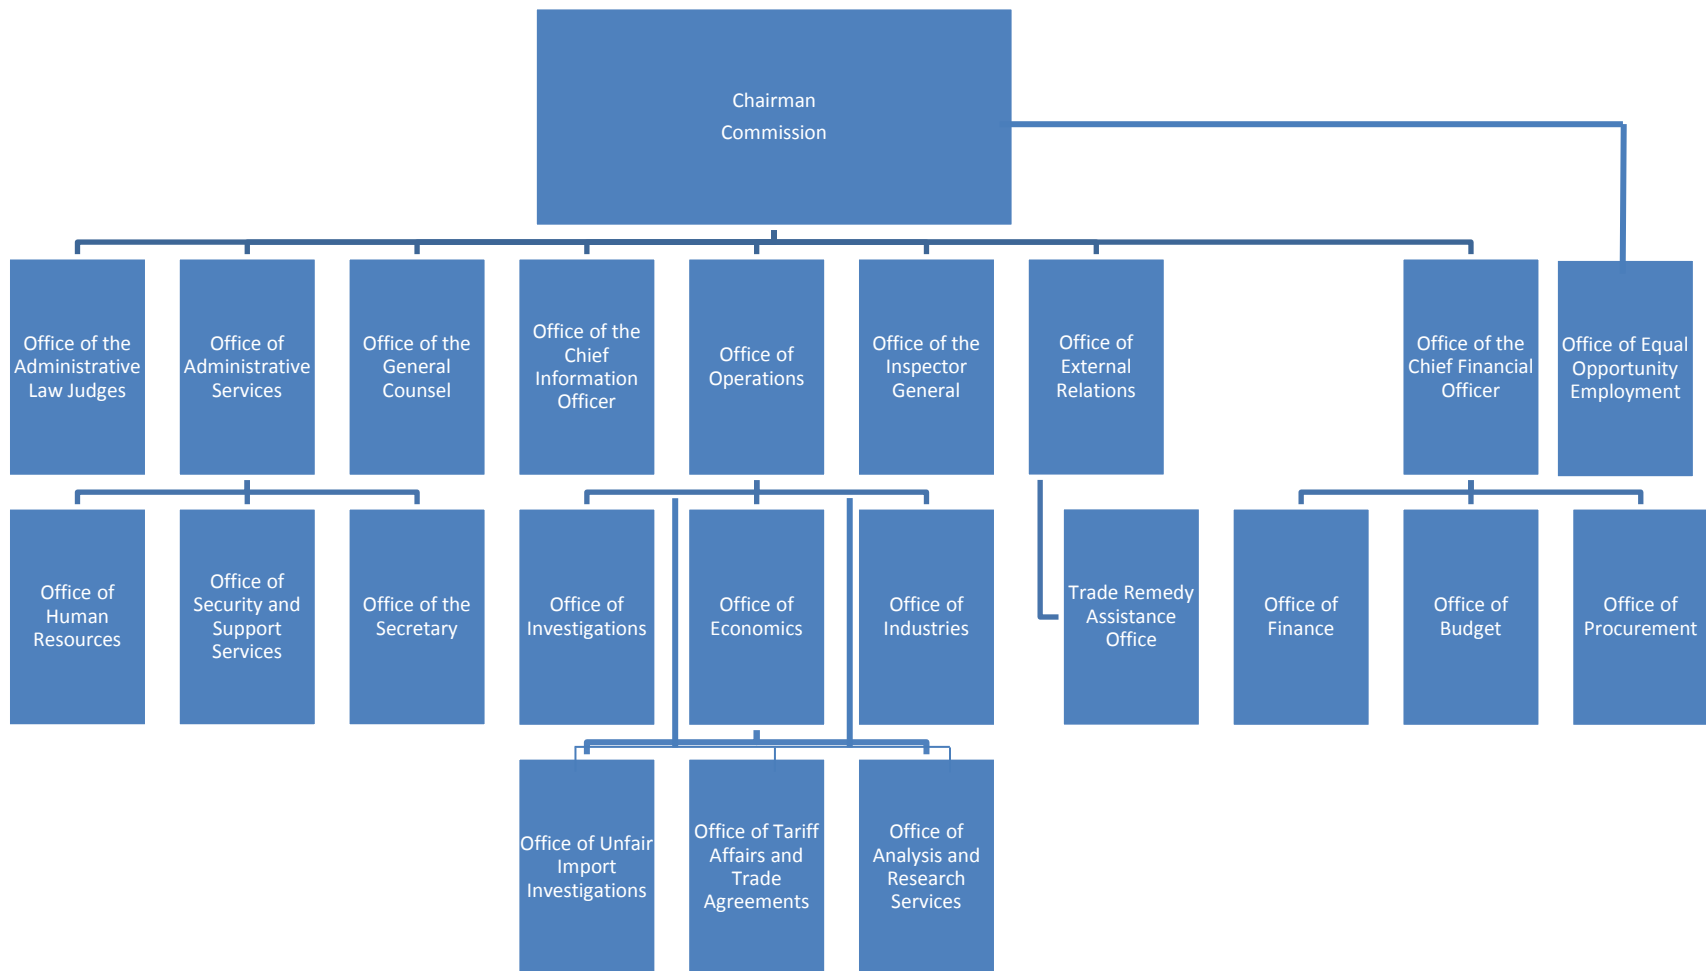 Chairman
Commission
Office of the
Administrative
Law Judges
Office of
Administrative
Services
Office of the
General
Counsel
Office of the
Chief
Information
Officer
Office of
Operations
Office of the
Inspector
General
Office of
External
Relations
Office of the
Chief Financial
Officer
Office of Equal
Opportunity
Employment
Office of
Human
Resources
Office of
Security and
Support
Services
Office of the
Secretary
Office of
Investigations
Office of
Economics
Office of
Industries
Trade Remedy
Assistance
Office
Office of
Finance
Office of
Budget
Office of
Procurement
Office of Unfair
Import
Investigations
Office of Tariff
Affairs and
Trade
Agreements
Office of
Analysis and
Research
Services